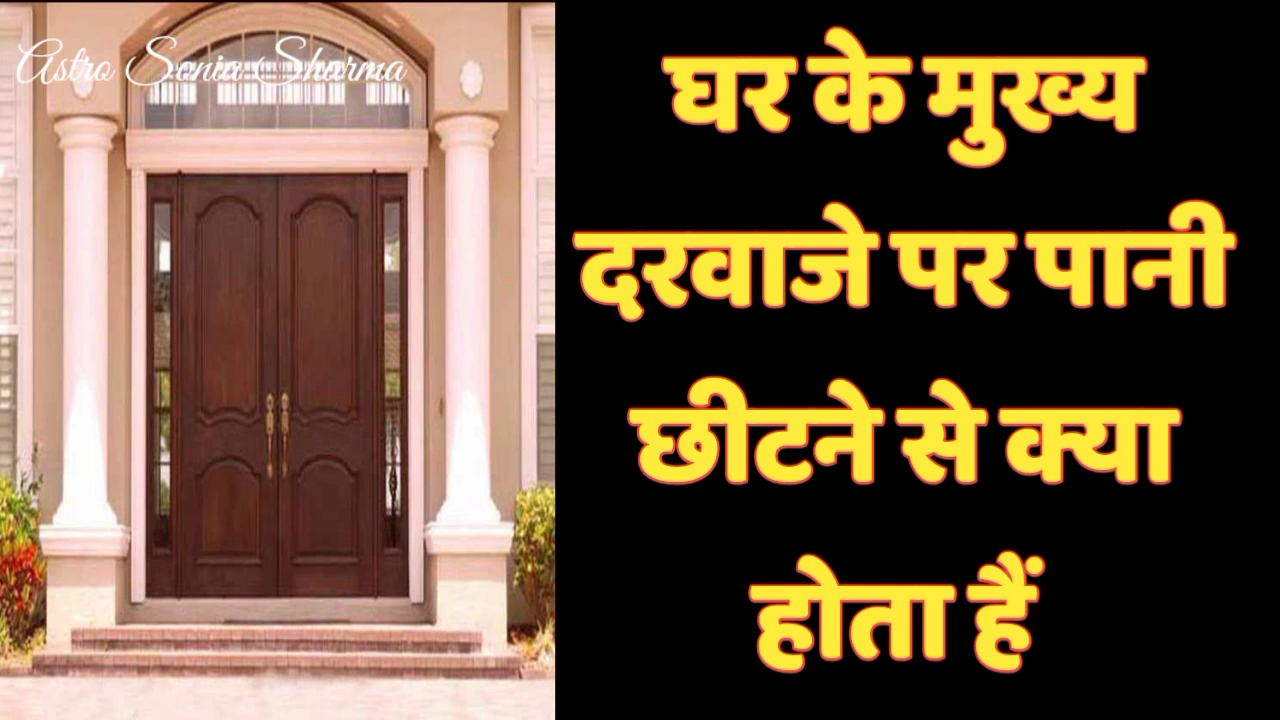 Astro Sonia Sharma
घर के मुख्य
दरवाजे पर पानी
छीटने से क्या
होता हैं